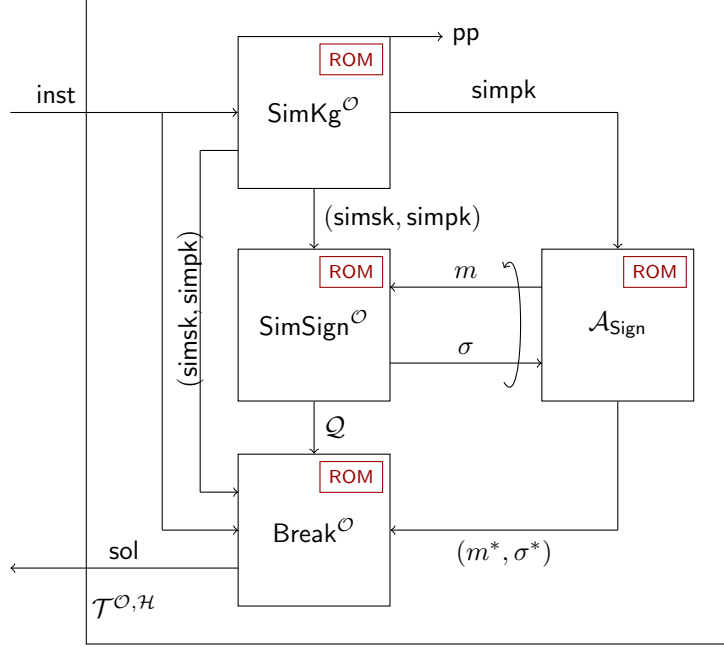 pp
ROM
inst
simpk
SimKg^𝒪
(simsk, simpk)
(simsk, simpk)
ROM
ROM
m
SimSign^𝒪
𝒜_Sign
σ
𝒬
ROM
Break^𝒪
(m*, σ*)
sol
𝒯^{𝒪,ℋ}